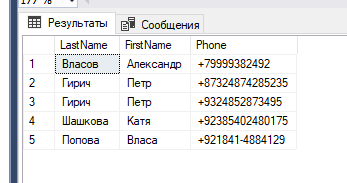 177 %
Результаты Сообщения
LastName FirstName Phone
1 Власов Александр +79999382492
2 Гирич Петр +87324874285235
3 Гирич Петр +9324852873495
4 Шашкова Катя +92385402480175
5 Попова Власа +921841-4884129